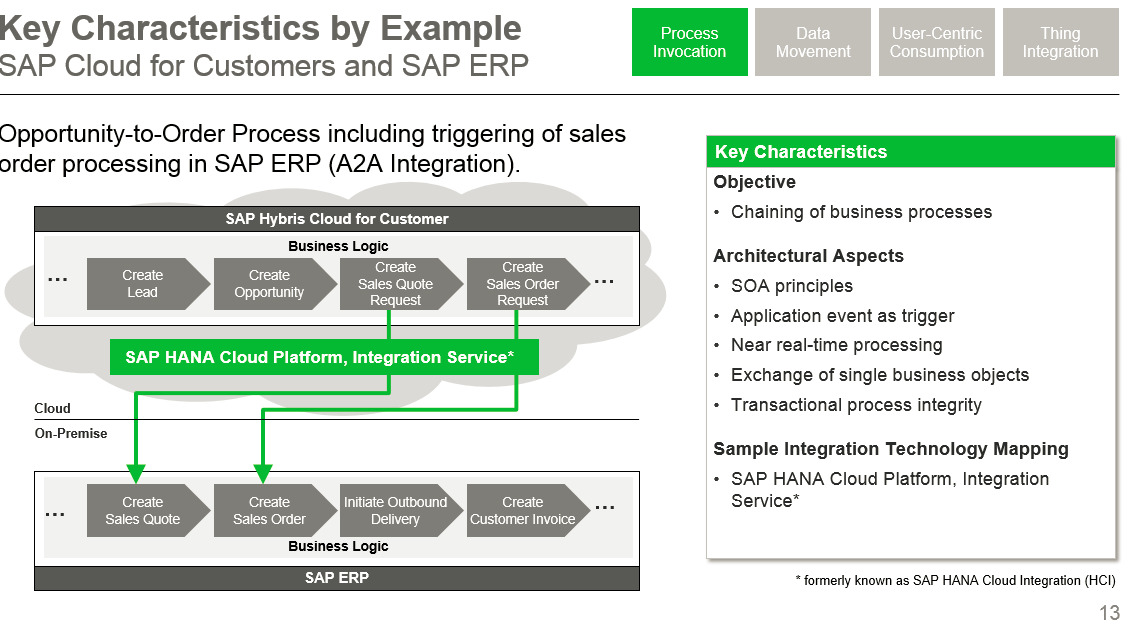 Key Characteristics by Example
SAP Cloud for Customers and SAP ERP
Process
Invocation
Data
Movement
User-Centric
Consumption
Thing
Integration
Opportunity-to-Order Process including triggering of sales
order processing in SAP ERP (A2A Integration).
SAP Hybris Cloud for Customer
Business Logic
...
Create
Lead
Create
Opportunity
Create
Sales Quote
Request
Create
Sales Order
Request
...
SAP HANA Cloud Platform, Integration Service*
Cloud
On-Premise
...
Create
Sales Quote
Create
Sales Order
Initiate Outbound
Delivery
Create
Customer Invoice
...
Business Logic
SAP ERP
Key Characteristics
Objective
• Chaining of business processes
Architectural Aspects
• SOA principles
• Application event as trigger
• Near real-time processing
• Exchange of single business objects
• Transactional process integrity
Sample Integration Technology Mapping
• SAP HANA Cloud Platform, Integration
Service*
* formerly known as SAP HANA Cloud Integration (HCI)
13